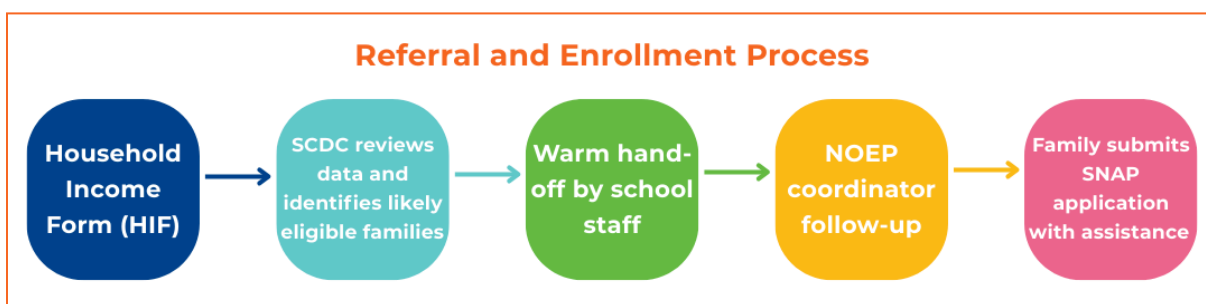 Referral and Enrollment Process
Household
Income
Form (HIF)
SCDC reviews
data and
identifies likely
eligible families
Warm hand-
off by school
staff
NOEP
coordinator
follow-up
Family submits
SNAP
application
with assistance